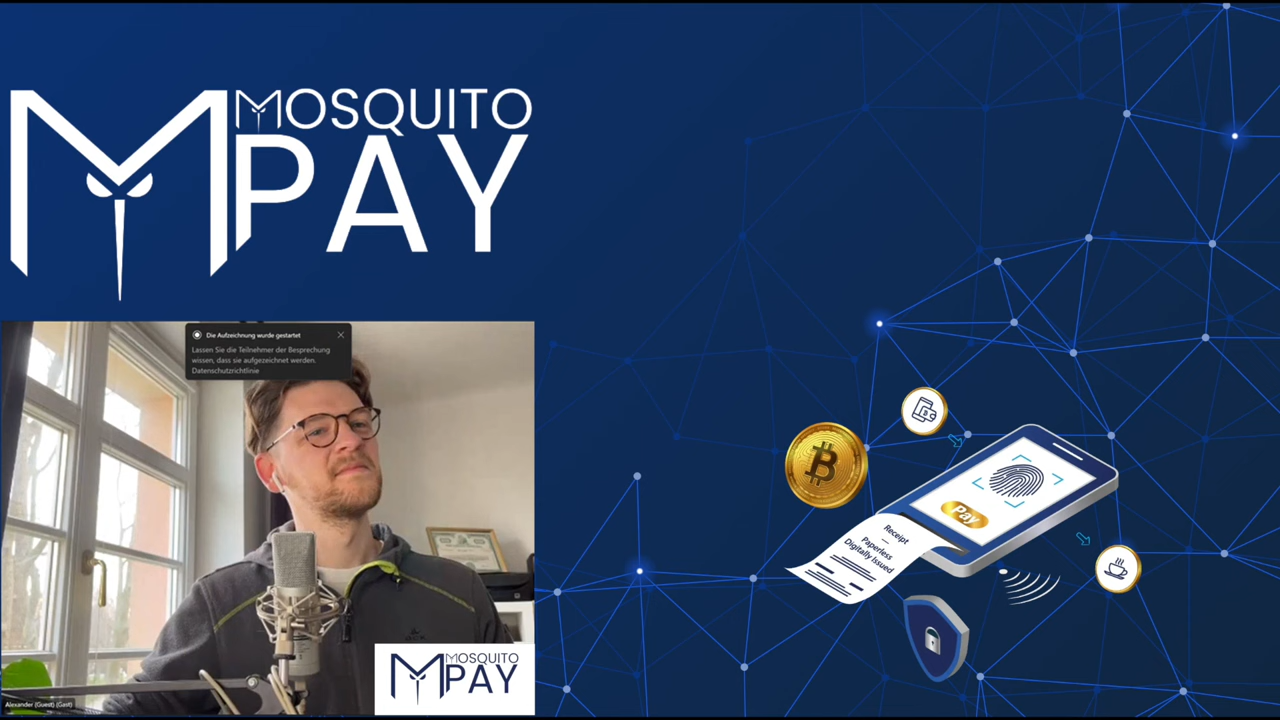 MOSQUITO
PAY
Die Aufzeichnung wurde gestartet
Lassen Sie die Teilnehmer der Besprechung
wissen, dass sie aufgezeichnet werden.
Datenschutzrichtlinie
Pay
Receipt
–
Paperless
Digitally Issued
MOSQUITO
PAY
Alexander (Guest) (Gast)